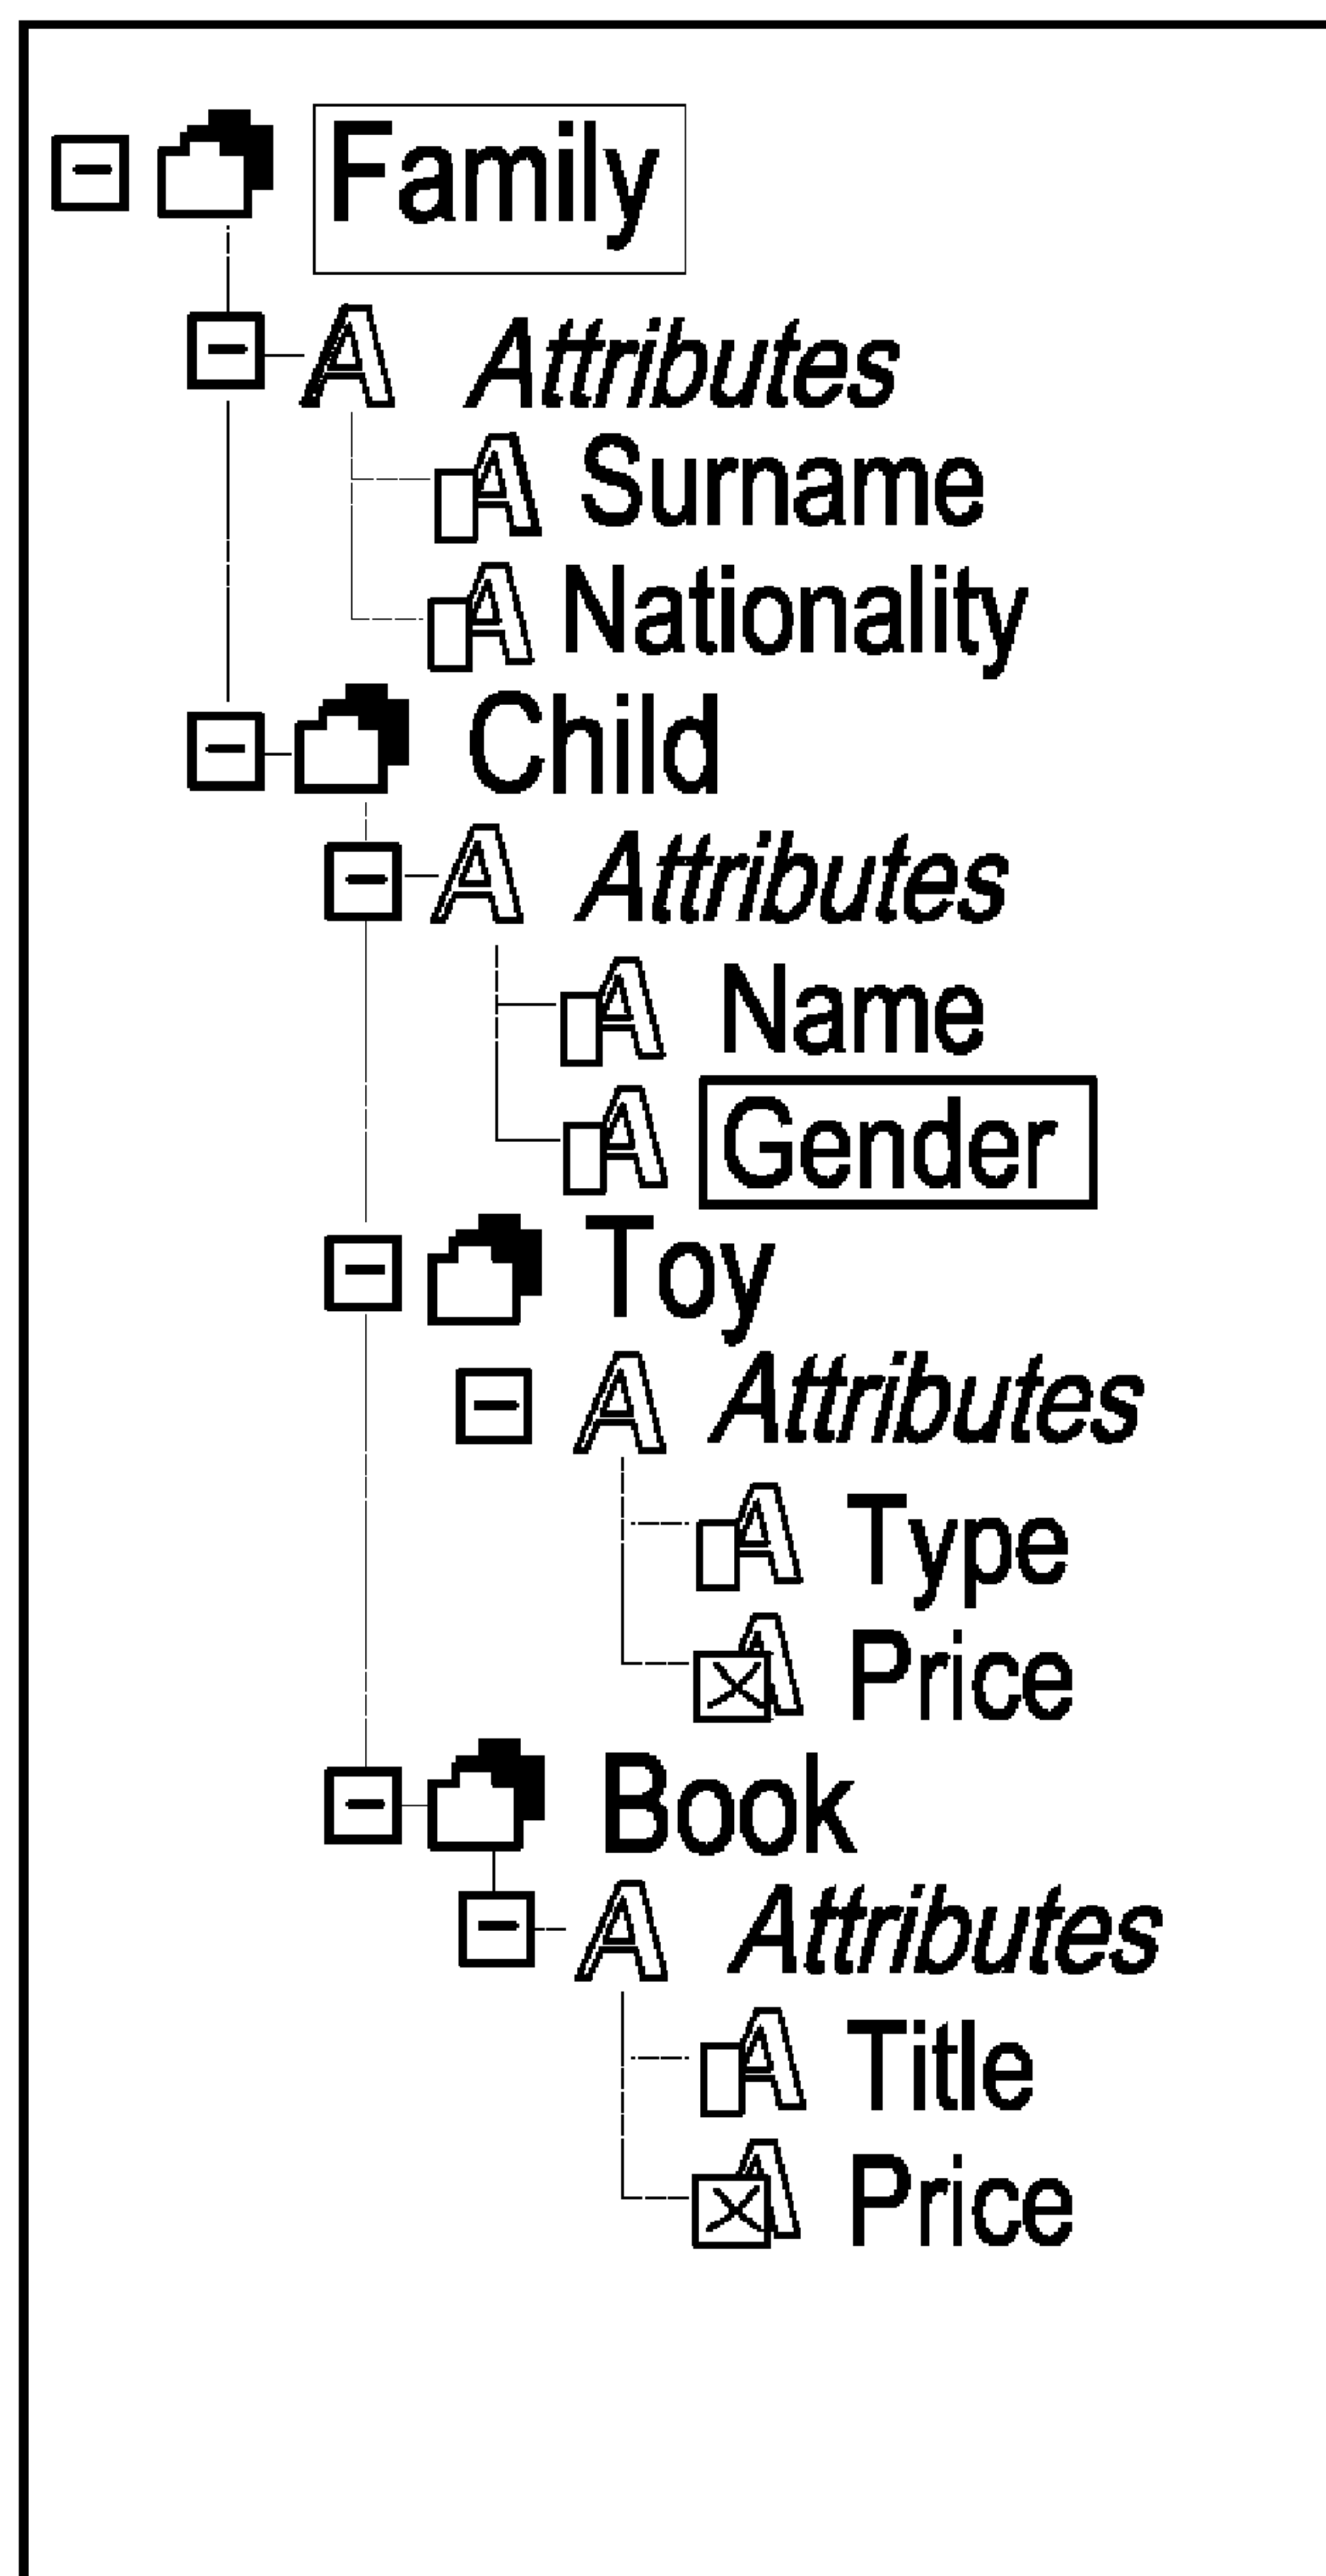 Family
Attributes
Surname
Nationality
Child
Attributes
Name
Gender
Toy
Attributes
Type
Price
Book
Attributes
Title
Price